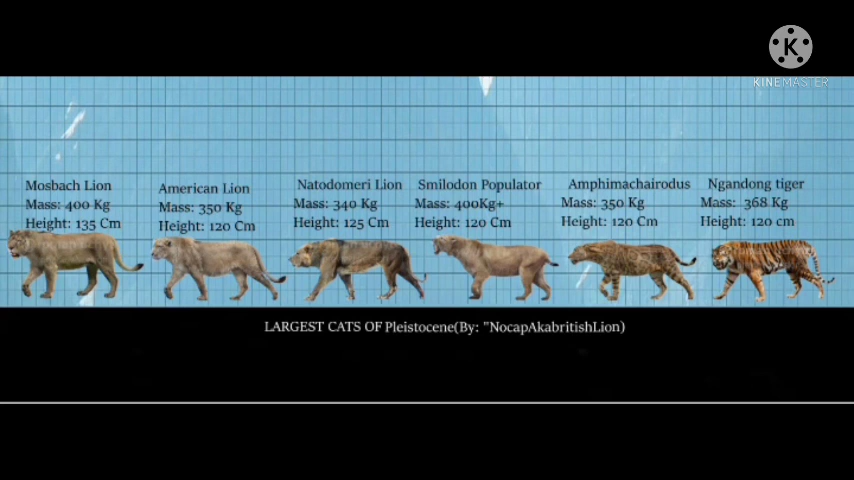 K
KINEMASTER
Mosbach Lion
Mass: 400 Kg
Height: 135 Cm
American Lion
Mass: 350 Kg
Height: 120 Cm
Natodomeri Lion
Mass: 340 Kg
Height: 125 Cm
Smilodon Populator
Mass: 400Kg+
Height: 120 Cm
Amphimachairodus
Mass: 350 Kg
Height: 120 Cm
Ngandong tiger
Mass: 368 Kg
Height: 120 cm
LARGEST CATS OF Pleistocene(By: "NocapAkabritishLion)